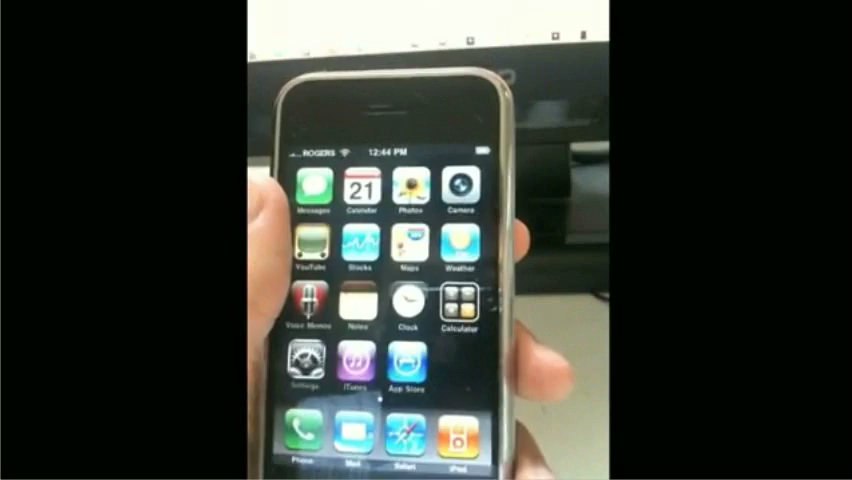 ROGERS 12:44 PM
21
Messages Calendar Photos Camera
YouTube Stocks Maps Weather
Voice Memos Notes Clock Calculator
Settings iTunes App Store
Phone Mail Safari iPod